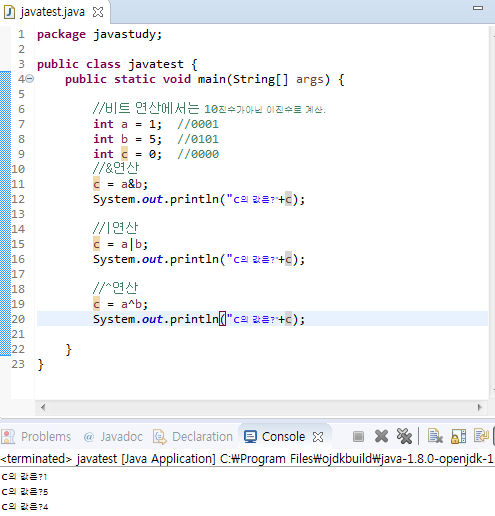 javatest.java
1 package javastudy;
2
3 public class javatest {
4 public static void main(String[] args) {
5
6 //비트 연산에서는 10진수가아닌 이진수로 계산.
7 int a = 1; //0001
8 int b = 5; //0101
9 int c = 0; //0000
10 //&연산
11 c = a&b;
12 System.out.println("C의 값은?"+c);
13
14 //|연산
15 c = a|b;
16 System.out.println("C의 값은?"+c);
17
18 //^연산
19 c = a^b;
20 System.out.println("C의 값은?"+c);
21
22 }
23 }
Problems @ Javadoc Declaration Console
<terminated> javatest [Java Application] C:₩Program Files₩ojdkbuild₩java-1.8.0-openjdk-1
C의 값은?1
C의 값은?5
C의 값은?4